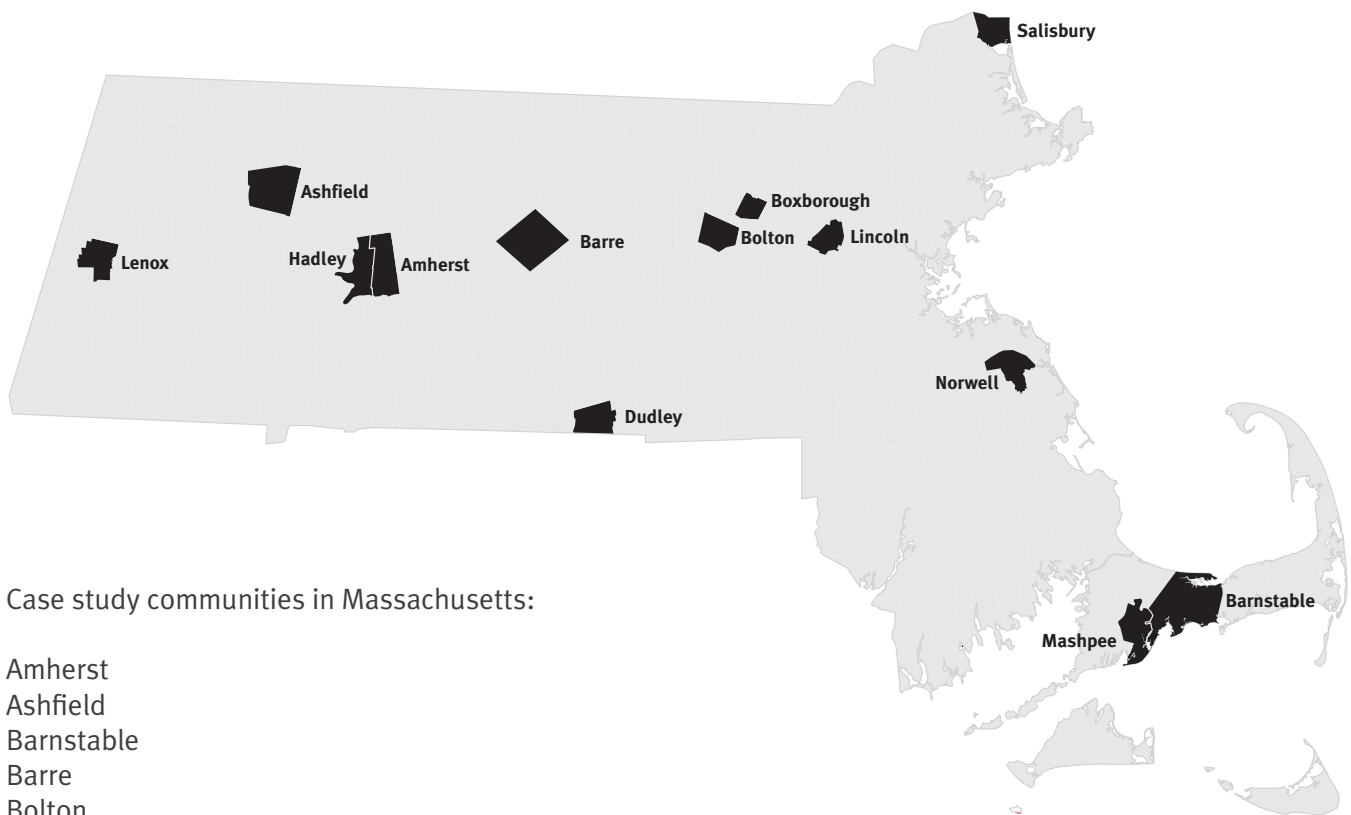 Salisbury
Ashfield
Boxborough
Bolton
Lincoln
Barre
Hadley
Amherst
Lenox
Norwell
Dudley
Barnstable
Mashpee
Case study communities in Massachusetts:
Amherst
Ashfield
Barnstable
Barre
Bolton